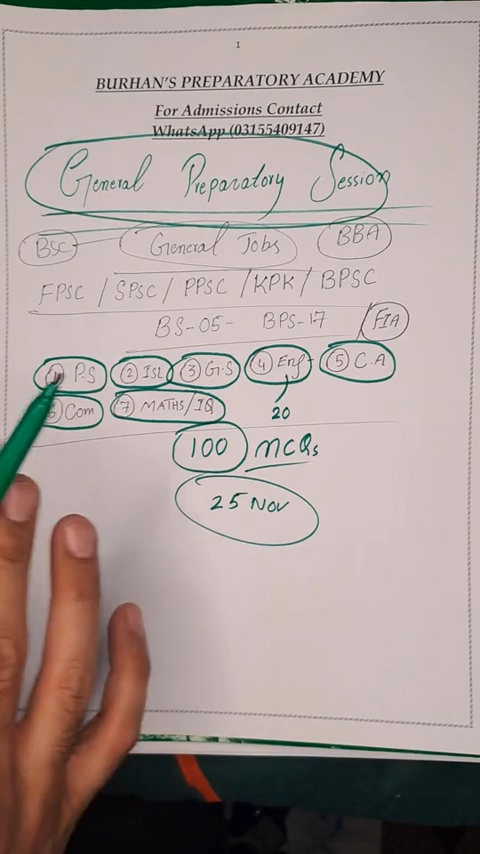 1
BURHAN'S PREPARATORY ACADEMY
For Admissions Contact
WhatsApp (03155409147)
General Preparatory Session
BSC General Jobs BBA
FPSC / SPSC / PPSC / KPK / BPSC
BS-05- BPS-17 FIA
① P.S ② ISL ③ G.S ④ Eng ⑤ C.A
Com ⑦ MATHS/IQ 20
100 MCQs
25 Nov